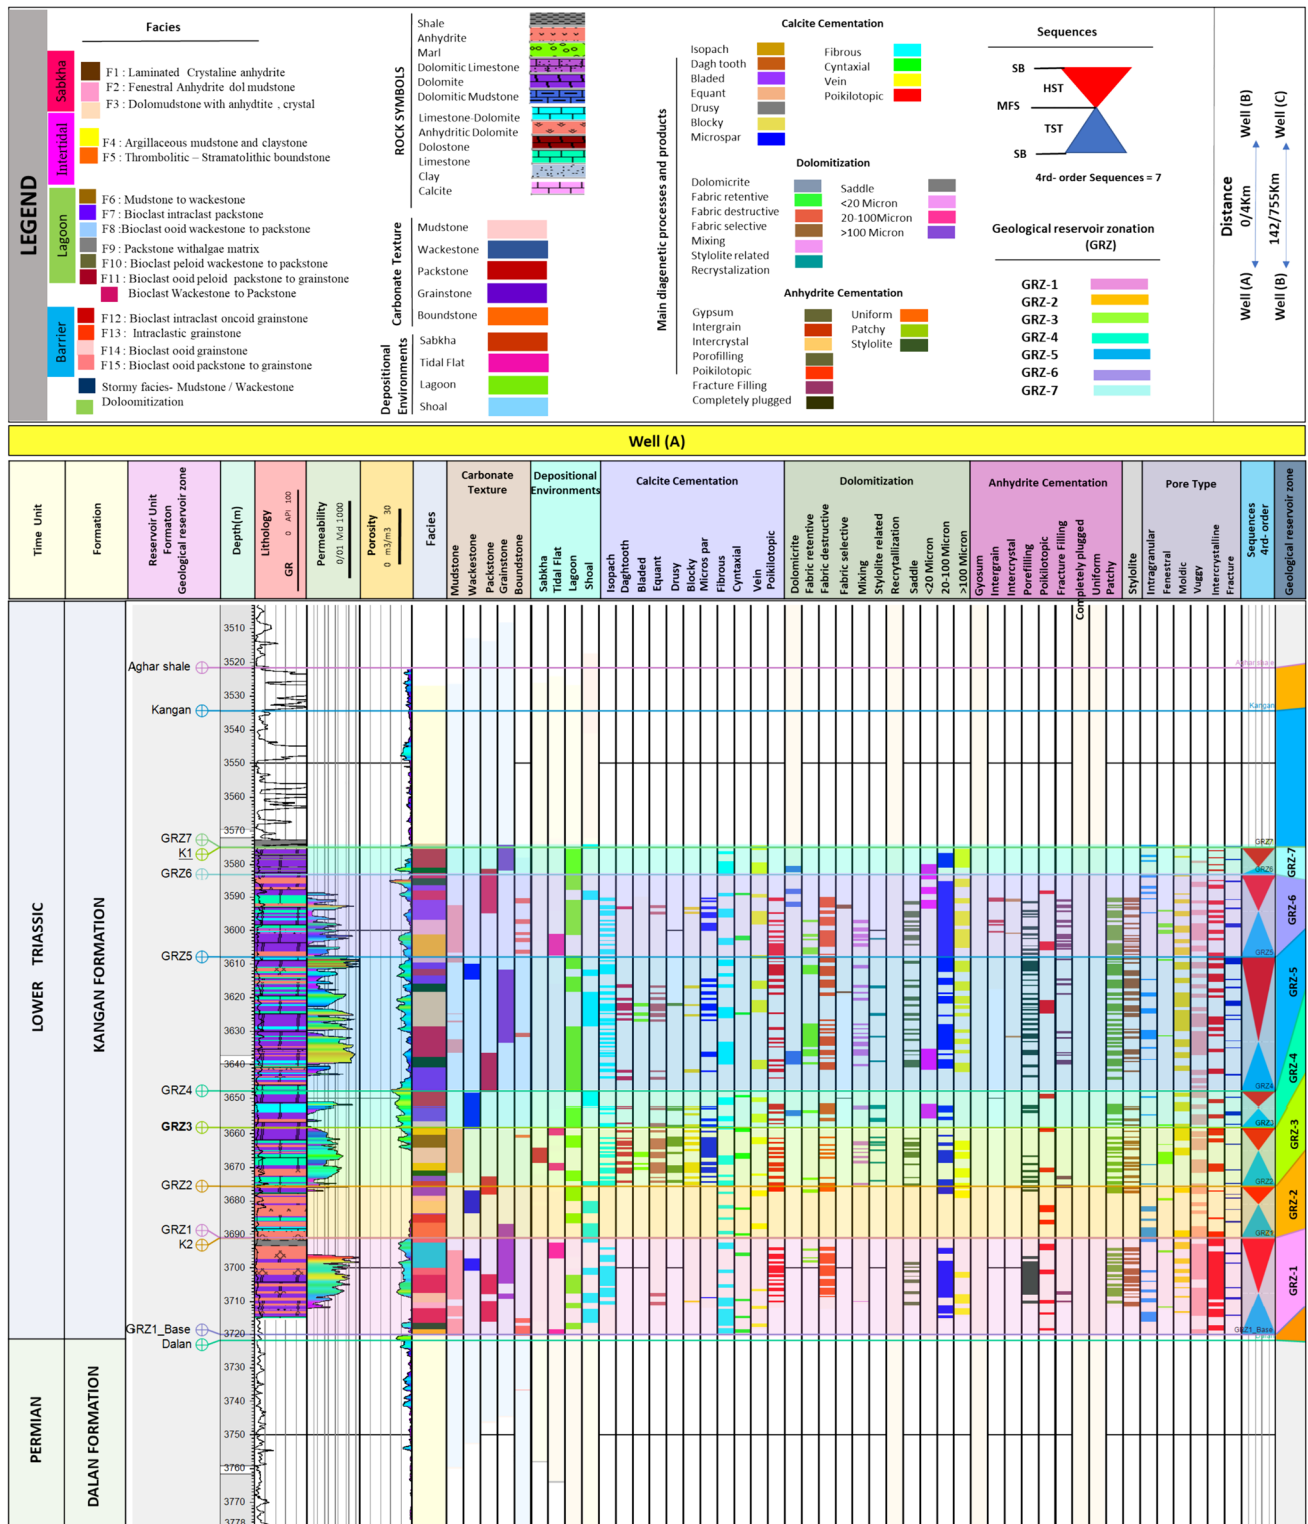 LEGEND
Facies
Sabkha
F1 : Laminated Crystaline anhydrite
F2 : Fenestral Anhydrite dol mudstone
F3 : Dolomudstone with anhydrite , crystal
Intertidal
F4 : Argillaceous mudstone and claystone
F5 : Thrombolitic – Stramatolithic boundstone
Lagoon
F6 : Mudstone to wackestone
F7 : Bioclast intraclast packstone
F8 :Bioclast ooid wackestone to packstone
F9 : Packstone withalgae matrix
F10 : Bioclast peloid wackestone to packstone
F11 : Bioclast ooid peloid packstone to grainstone
Bioclast Wackestone to Packstone
Barrier
F12 : Bioclast intraclast oncoid grainstone
F13 : Intraclastic grainstone
F14 : Bioclast ooid grainstone
F15 : Bioclast ooid packstone to grainstone
Stormy facies- Mudstone / Wackestone
Doloomitization
ROCK SYMBOLS
Shale
Anhydrite
Marl
Dolomitic Limestone
Dolomite
Dolomitic Mudstone
Limestone-Dolomite
Anhydritic Dolomite
Dolostone
Limestone
Clay
Calcite
Carbonate Texture
Mudstone
Wackestone
Packstone
Grainstone
Boundstone
Depositional
Environments
Sabkha
Tidal Flat
Lagoon
Shoal
Main diagenetic processes and products
Calcite Cementation
Isopach
Dagh tooth
Bladed
Equant
Drusy
Blocky
Microspar
Fibrous
Cyntaxial
Vein
Poikilotopic
Dolomitization
Dolomicrite
Fabric retentive
Fabric destructive
Fabric selective
Mixing
Stylolite related
Recrystalization
Saddle
<20 Micron
20-100Micron
>100 Micron
Anhydrite Cementation
Gypsum
Intergrain
Intercrystal
Porofilling
Poikilotopic
Fracture Filling
Completely plugged
Uniform
Patchy
Stylolite
Sequences
SB
HST
MFS
TST
SB
4rd- order Sequences = 7
Geological reservoir zonation
(GRZ)
GRZ-1
GRZ-2
GRZ-3
GRZ-4
GRZ-5
GRZ-6
GRZ-7
Distance
Well (A) 0/4Km Well (B)
Well (B) 142/755Km Well (C)
Well (A)
Time Unit
Formation
Reservoir Unit
Formaton
Geological reservoir zone
Depth(m)
Lithology
GR 0 APi 100
Permeability
0/01 Md 1000
Porosity
0 m3/m3 30
Facies
Carbonate
Texture
Mudstone
Wackestone
Packstone
Grainstone
Boundstone
Depositional
Environments
Sabkha
Tidal Flat
Lagoon
Shoal
Calcite Cementation
Isopach
Daghtooth
Bladed
Equant
Drusy
Blocky
Micros par
Fibrous
Cyntaxial
Vein
Poikilotopic
Dolomitization
Dolomicrite
Fabric retentive
Fabric destructive
Fabric selective
Mixing
Stylolite related
Recrytallization
Saddle
<20 Micron
20-100 Micron
>100 Micron
Anhydrite Cementation
Gyosum
Intergrain
Intercrystal
Porefilling
Poikilotopic
Fracture Filling
Completely plugged
Uniform
Patchy
Stylolite
Pore Type
Intragranular
Fenestral
Moldic
Vuggy
Intercrystalline
Fracture
Sequences
4rd- order
Geological reservoir zone
LOWER TRIASSIC
PERMIAN
KANGAN FORMATION
DALAN FORMATION
Aghar shale
Kangan
GRZ7
K1
GRZ6
GRZ5
GRZ4
GRZ3
GRZ2
GRZ1
K2
GRZ1_Base
Dalan
3510
3520
3530
3540
3550
3560
3570
3580
3590
3600
3610
3620
3630
3640
3650
3660
3670
3680
3690
3700
3710
3720
3730
3740
3750
3760
3770
3778
Aghar shale
Kangan
GRZ7
GRZ6
GRZ5
GRZ4
GRZ3
GRZ2
GRZ1
GRZ1_Base
GRZ-7
GRZ-6
GRZ-5
GRZ-4
GRZ-3
GRZ-2
GRZ-1